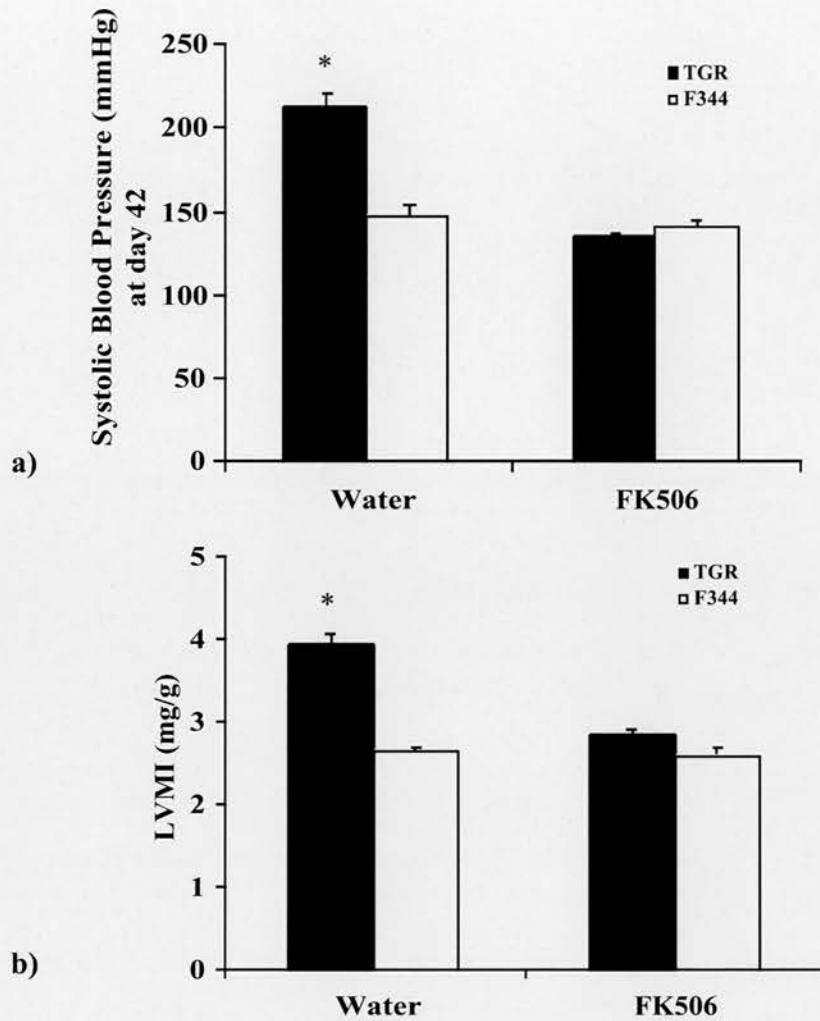 Systolic Blood Pressure (mmHg)
at day 42
250
200
150
100
50
0
*
TGR
F344
Water
FK506
a)
LVMI (mg/g)
5
4
3
2
1
0
*
TGR
F344
Water
FK506
b)